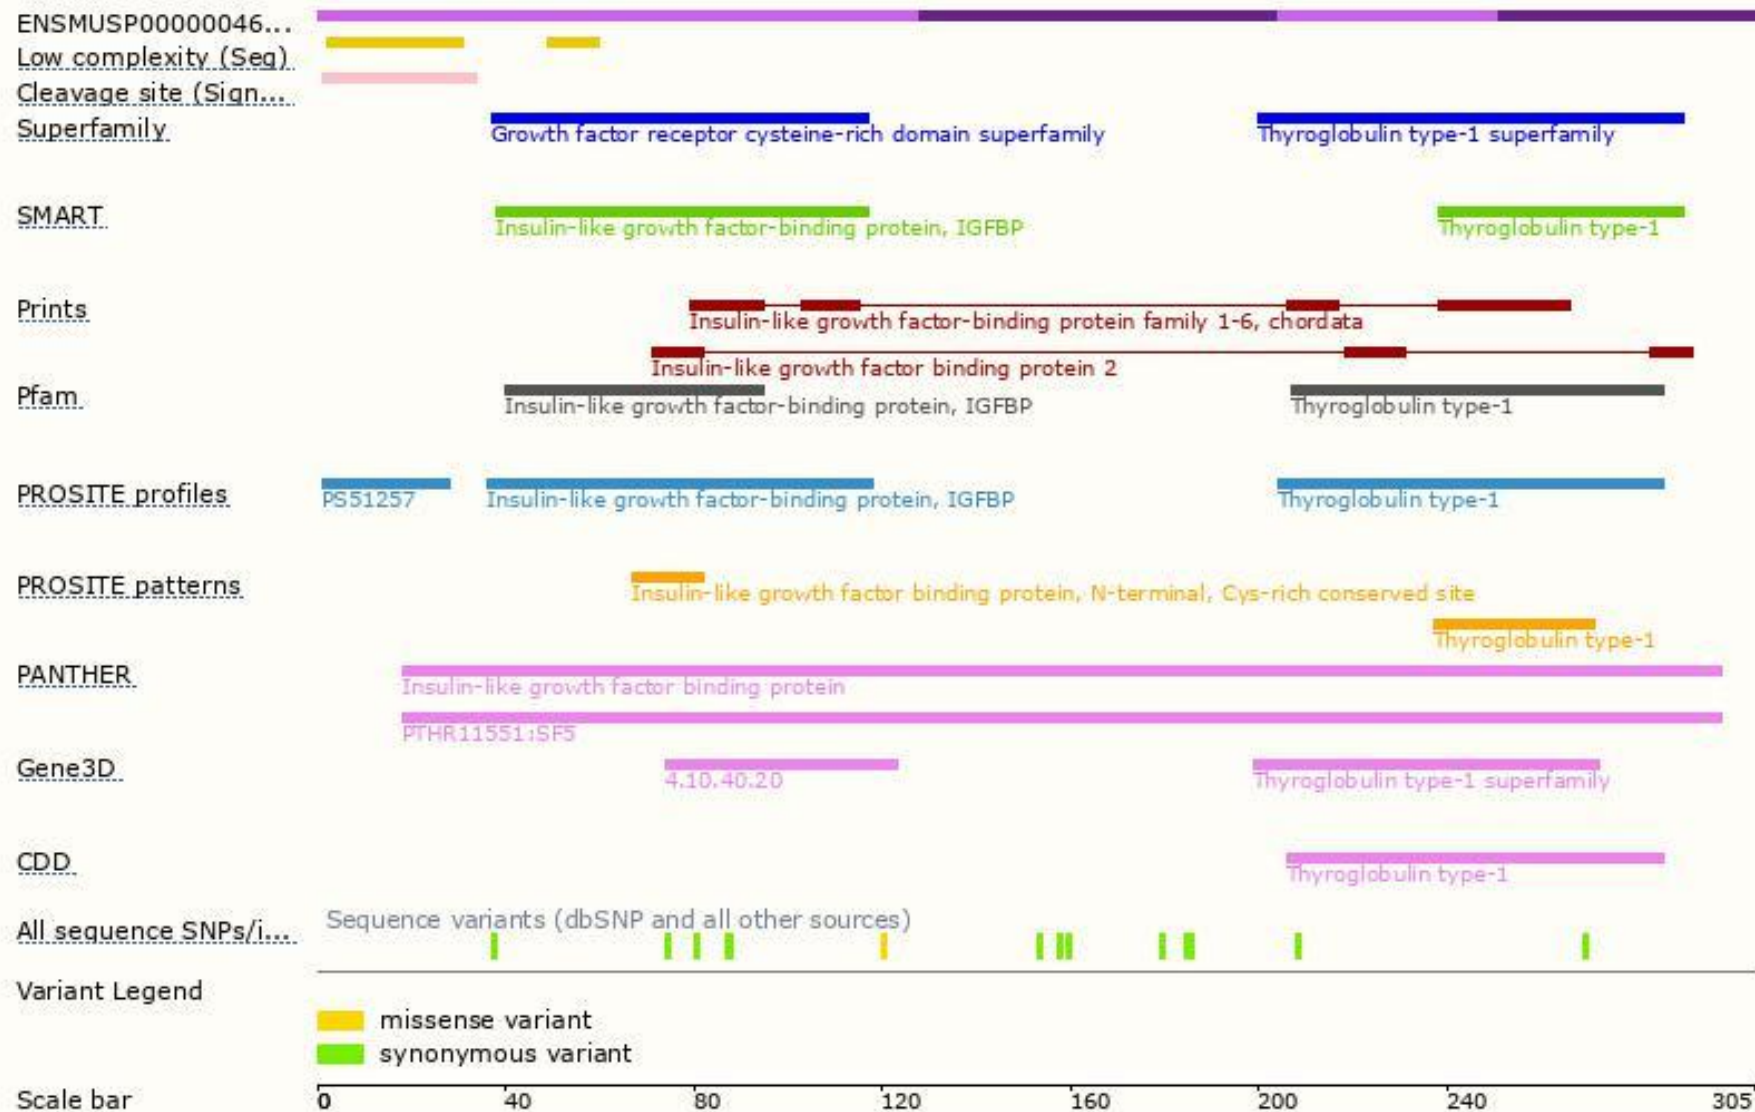 ENSMUSP00000046...
Low complexity (Seg)
Cleavage site (Sign...
Superfamily
Growth factor receptor cysteine-rich domain superfamily
Thyroglobulin type-1 superfamily
SMART
Insulin-like growth factor-binding protein, IGFBP
Thyroglobulin type-1
Prints
Insulin-like growth factor-binding protein family 1-6, chordata
Insulin-like growth factor binding protein 2
Pfam
Insulin-like growth factor-binding protein, IGFBP
Thyroglobulin type-1
PROSITE profiles
PS51257
Insulin-like growth factor-binding protein, IGFBP
Thyroglobulin type-1
PROSITE patterns
Insulin-like growth factor binding protein, N-terminal, Cys-rich conserved site
Thyroglobulin type-1
PANTHER
Insulin-like growth factor binding protein
PTHR11551:SF5
Gene3D
4.10.40.20
Thyroglobulin type-1 superfamily
CDD
Thyroglobulin type-1
All sequence SNPs/i...
Sequence variants (dbSNP and all other sources)
Variant Legend
missense variant
synonymous variant
Scale bar
0 40 80 120 160 200 240 305